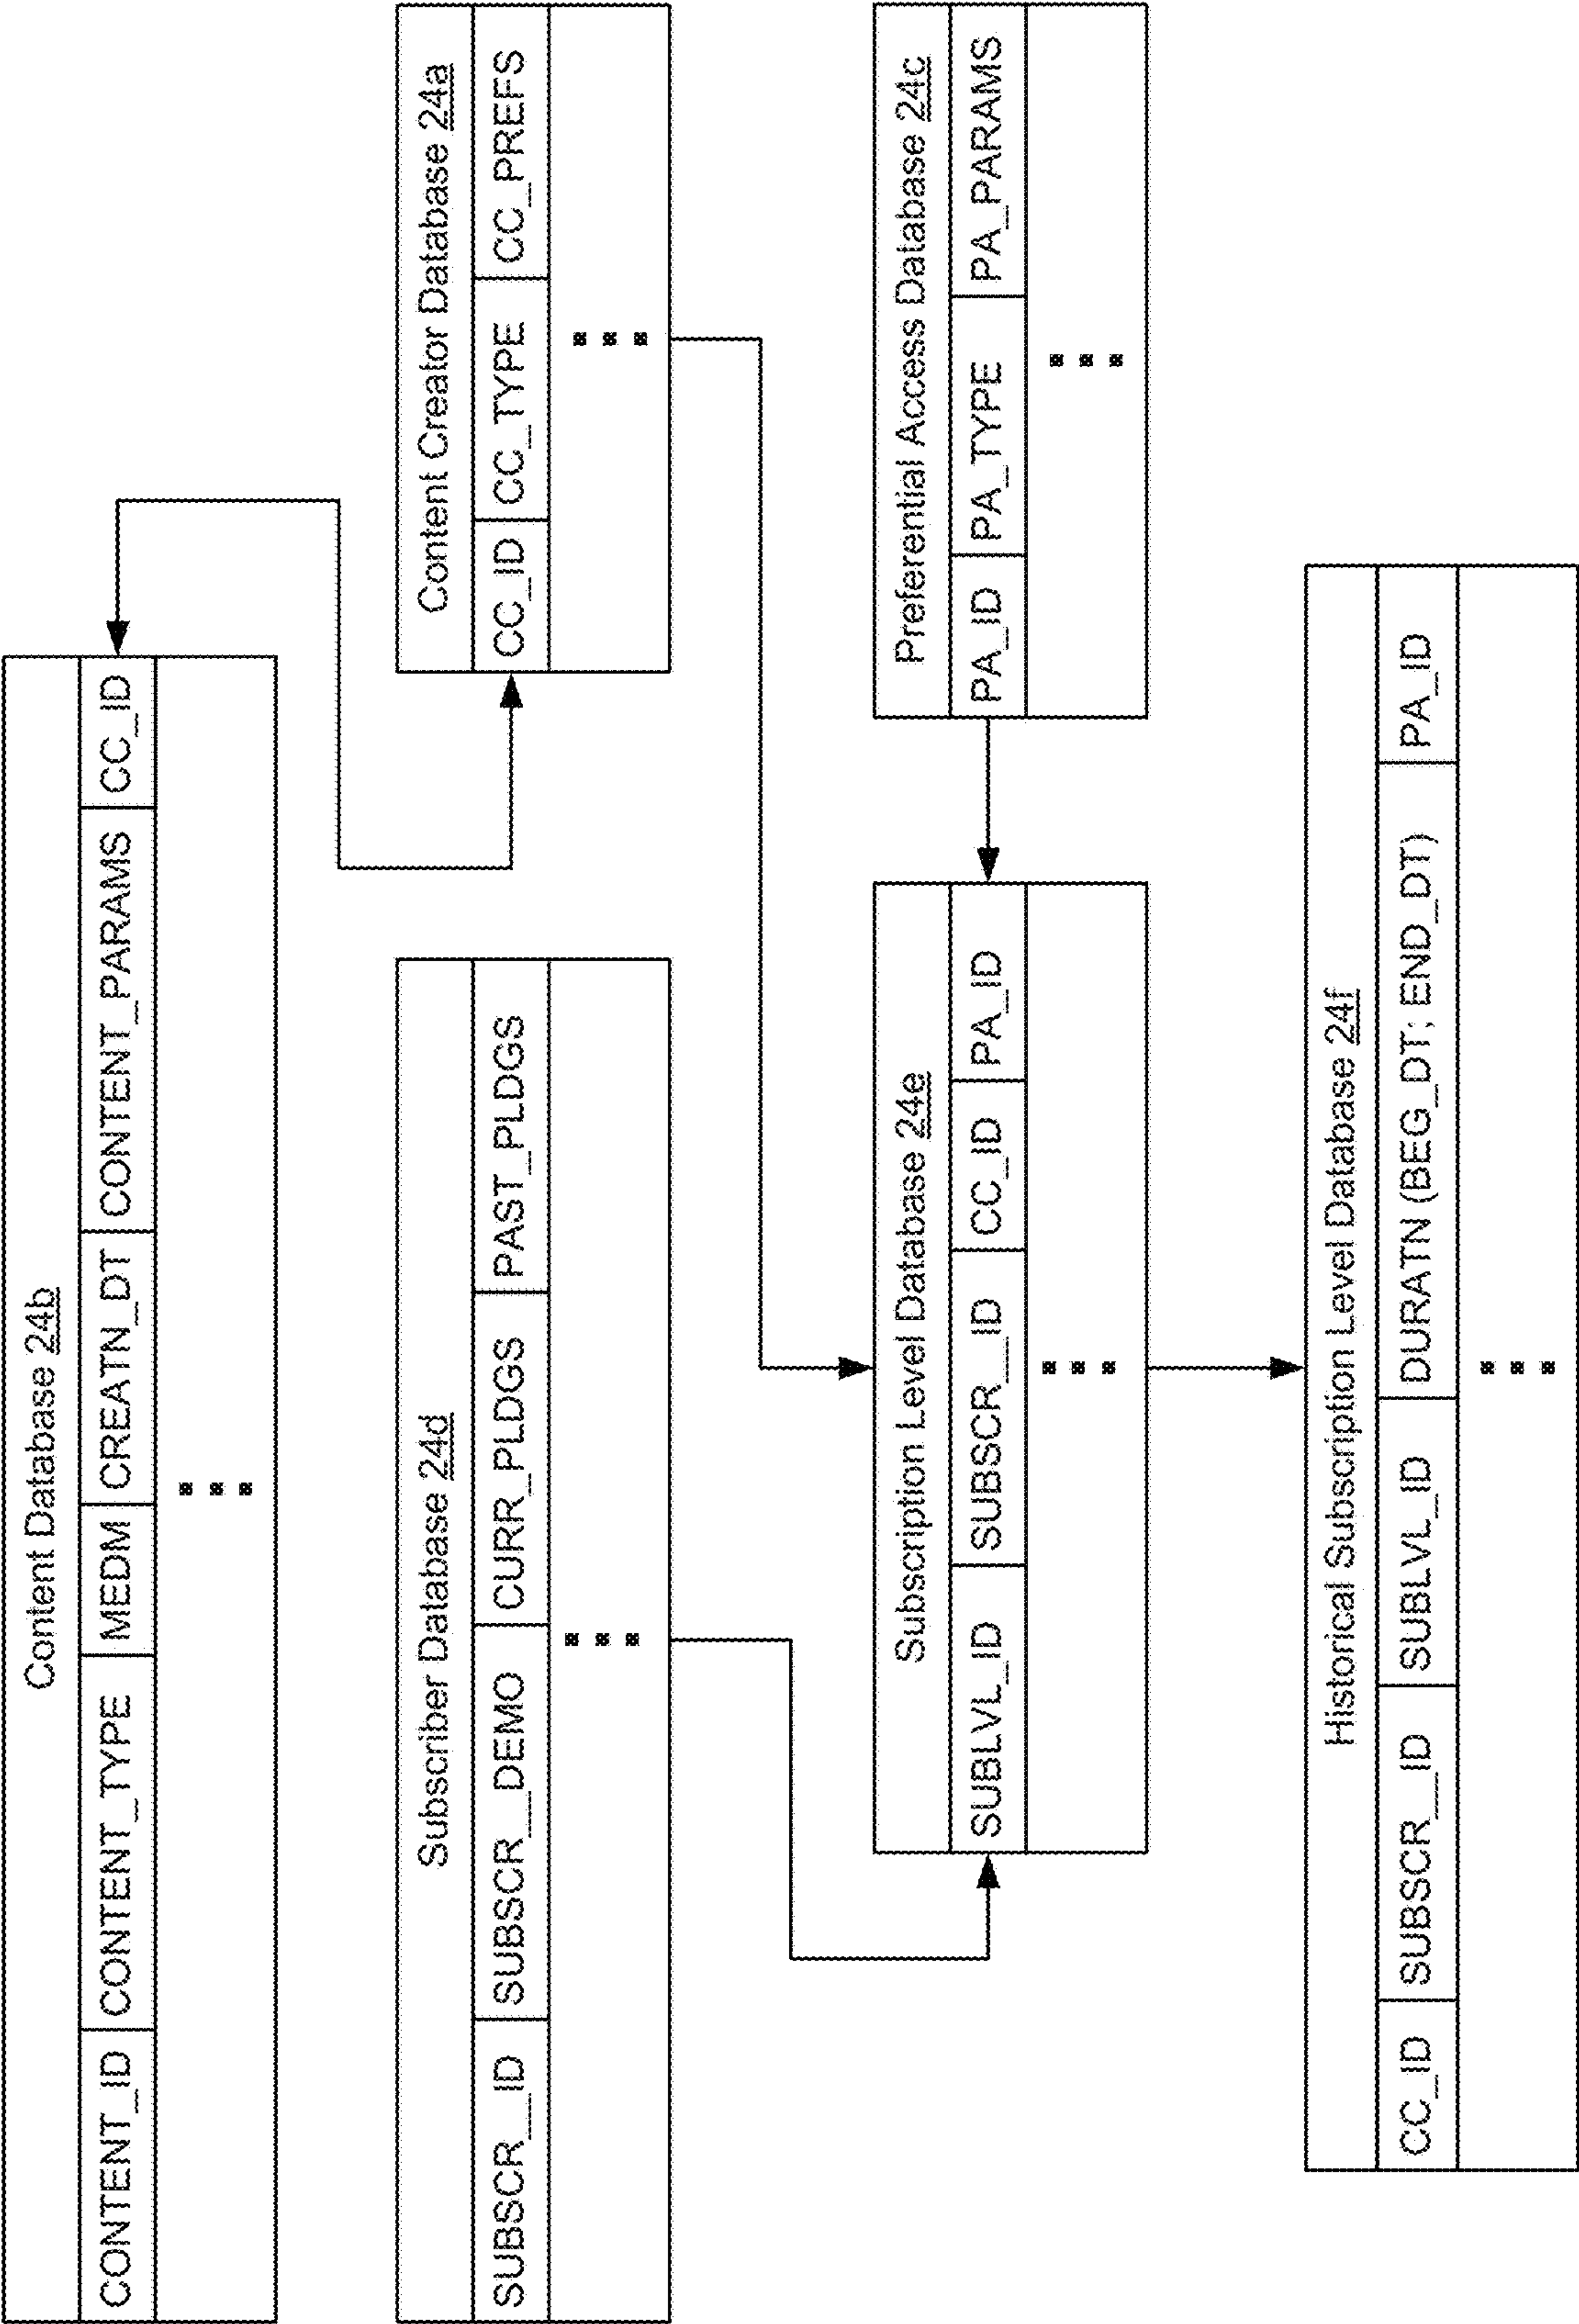 Content Database 24b
CONTENT_ID CONTENT_TYPE MEDM CREATN_DT CONTENT_PARAMS CC_ID
Subscriber Database 24d
SUBSCR_ID SUBSCR_DEMO CURR_PLDGS PAST_PLDGS
Content Creator Database 24a
CC_ID CC_TYPE CC_PREFS
Subscription Level Database 24e
SUBLVL_ID SUBSCR_ID CC_ID PA_ID
Preferential Access Database 24c
PA_ID PA_TYPE PA_PARAMS
Historical Subscription Level Database 24f
CC_ID SUBSCR_ID SUBLVL_ID DURATN (BEG_DT; END_DT) PA_ID